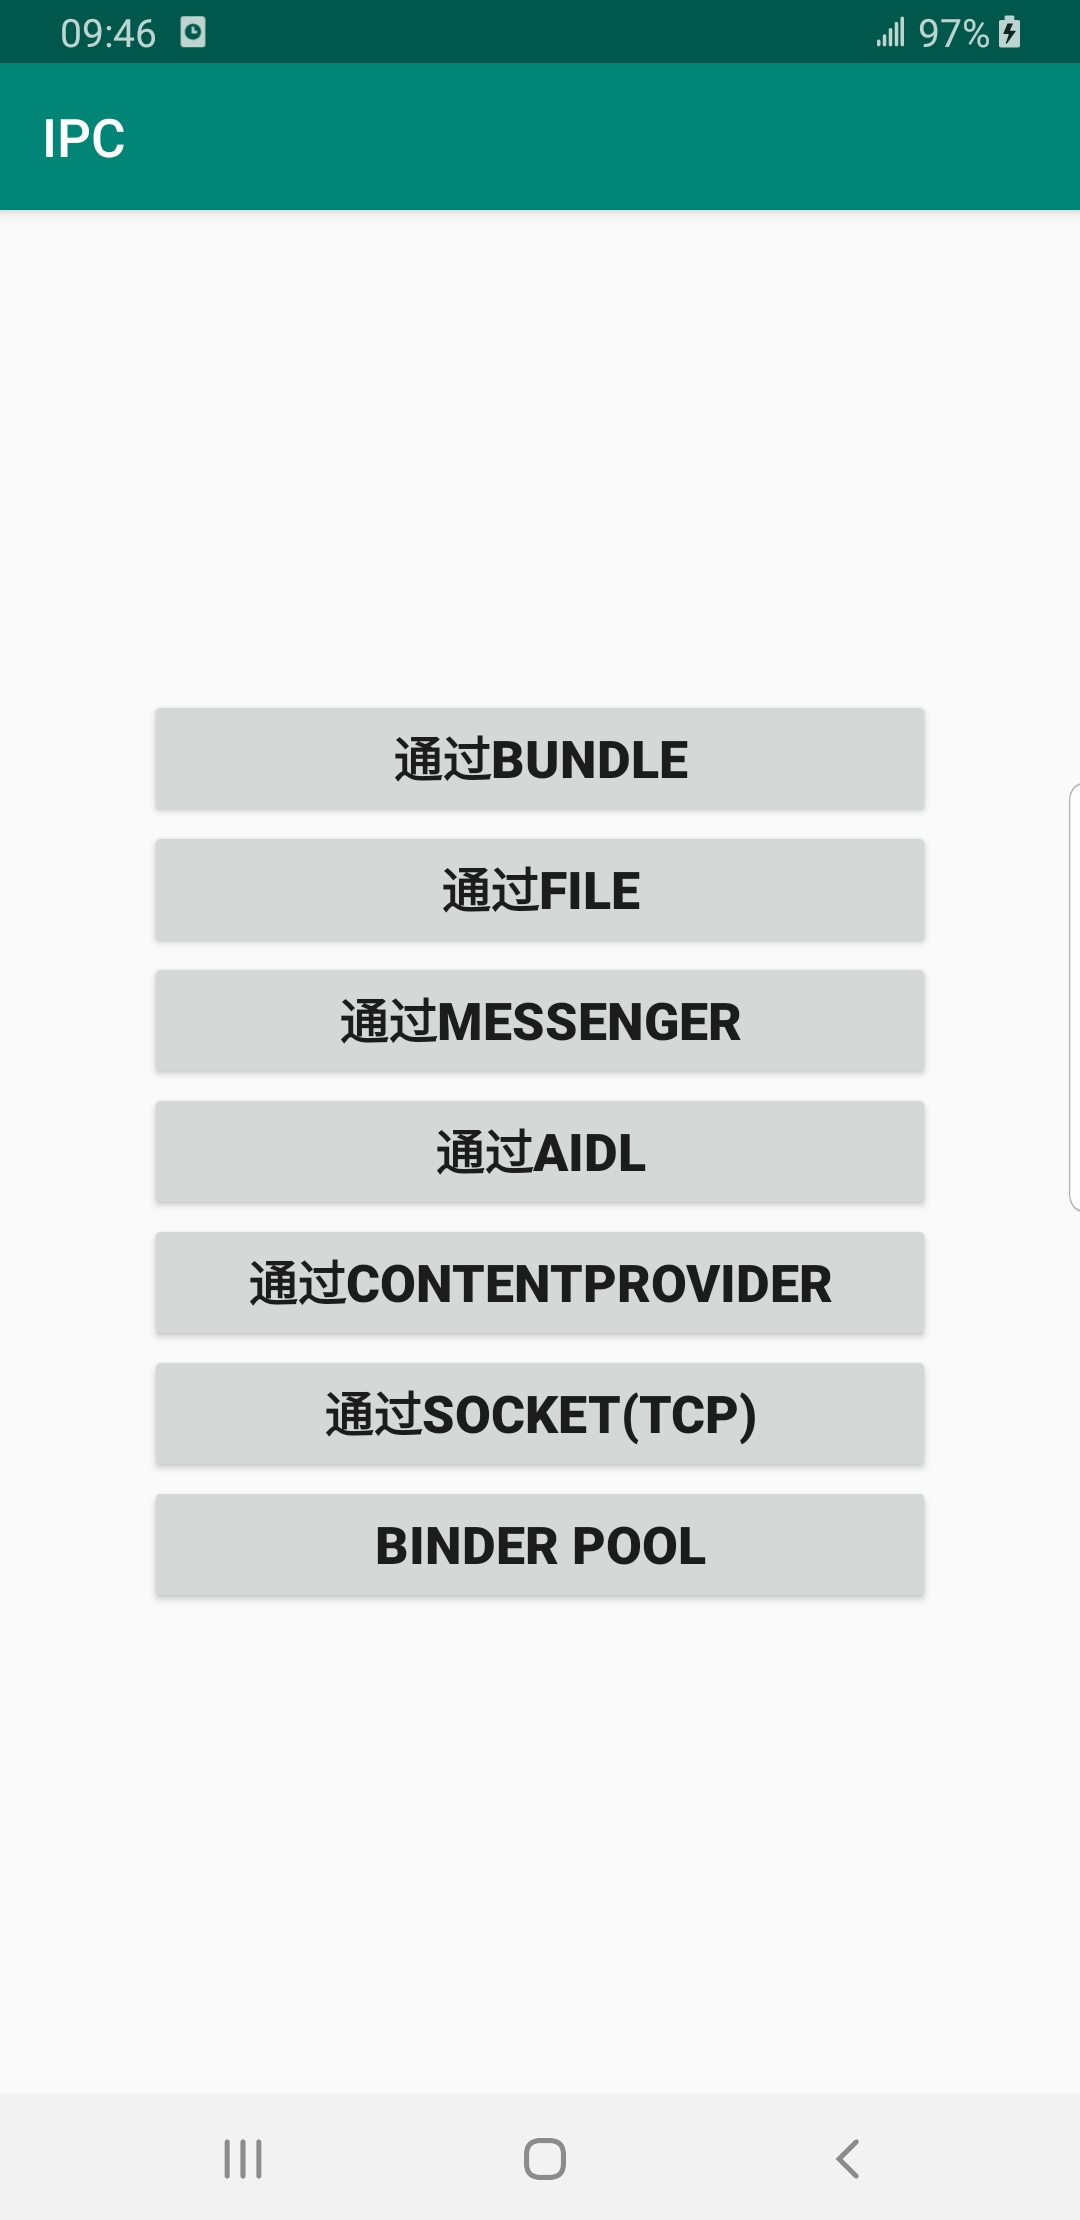 09:46
97%
IPC
通过BUNDLE
通过FILE
通过MESSENGER
通过AIDL
通过CONTENTPROVIDER
通过SOCKET(TCP)
BINDER POOL